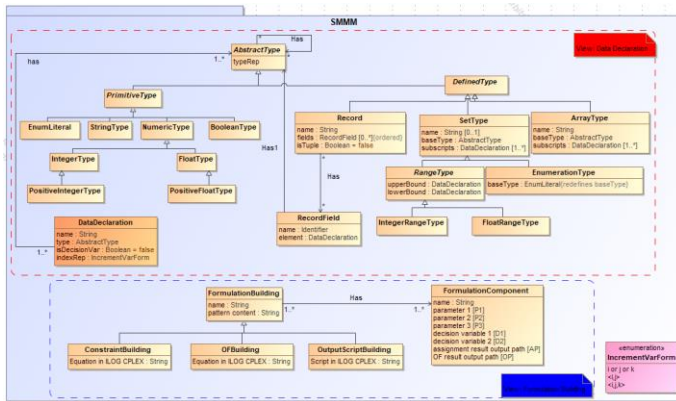 SMMM
Has
AbstractType
typeRep
has
1..*
View: Data Declaration
PrimitiveType
DefinedType
EnumLiteral
StringType
NumericType
BooleanType
Record
name : String
fields : RecordField [0..*]{ordered}
isTuple : Boolean = false
SetType
name : String [0..1]
baseType : AbstractType
subscripts : DataDeclaration [1..*]
ArrayType
name : String
baseType : AbstractType
subscripts : DataDeclaration [1..*]
Has1
IntegerType
FloatType
PositiveIntegerType
PositiveFloatType
Has
RangeType
upperBound : DataDeclaration
lowerBound : DataDeclaration
EnumerationType
baseType : EnumLiteral{redefines baseType}
IntegerRangeType
FloatRangeType
DataDeclaration
name : String
type : AbstractType
isDecisionVar : Boolean = false
indexRep : IncrementVarForm
1..*
RecordField
name : Identifier
element : DataDeclaration
FormulationBuilding
name : String
pattern content : String
Has
1..*
1..*
FormulationComponent
name : String
parameter 1 [P1]
parameter 2 [P2]
parameter 3 [P3]
decision variable 1 [D1]
decision variable 2 [D2]
assignment result output path [AP]
OF result output path [OP]
ConstraintBuilding
Equation in ILOG CPLEX : String
OFBuilding
Equation in ILOG CPLEX : String
OutputScriptBuilding
Script in ILOG CPLEX : String
«enumeration»
IncrementVarForm
i or j or k
<i,j>
<i,j,k>